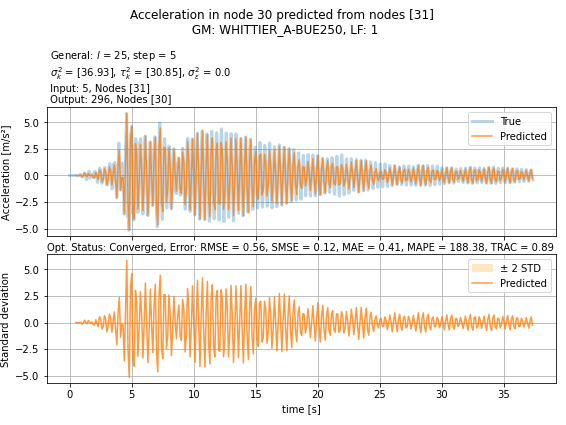 Acceleration in node 30 predicted from nodes [31]
GM: WHITTIER_A-BUE250, LF: 1
General: l = 25, step = 5
σ²ₖ = [36.93], τ²ₖ = [30.85], σ²ₑ = 0.0
Input: 5, Nodes [31]
Output: 296, Nodes [30]
Acceleration [m/s²]
5.0
2.5
0.0
−2.5
−5.0
True
Predicted
Opt. Status: Converged, Error: RMSE = 0.56, SMSE = 0.12, MAE = 0.41, MAPE = 188.38, TRAC = 0.89
Standard deviation
5.0
2.5
0.0
−2.5
−5.0
± 2 STD
Predicted
0 5 10 15 20 25 30 35
time [s]